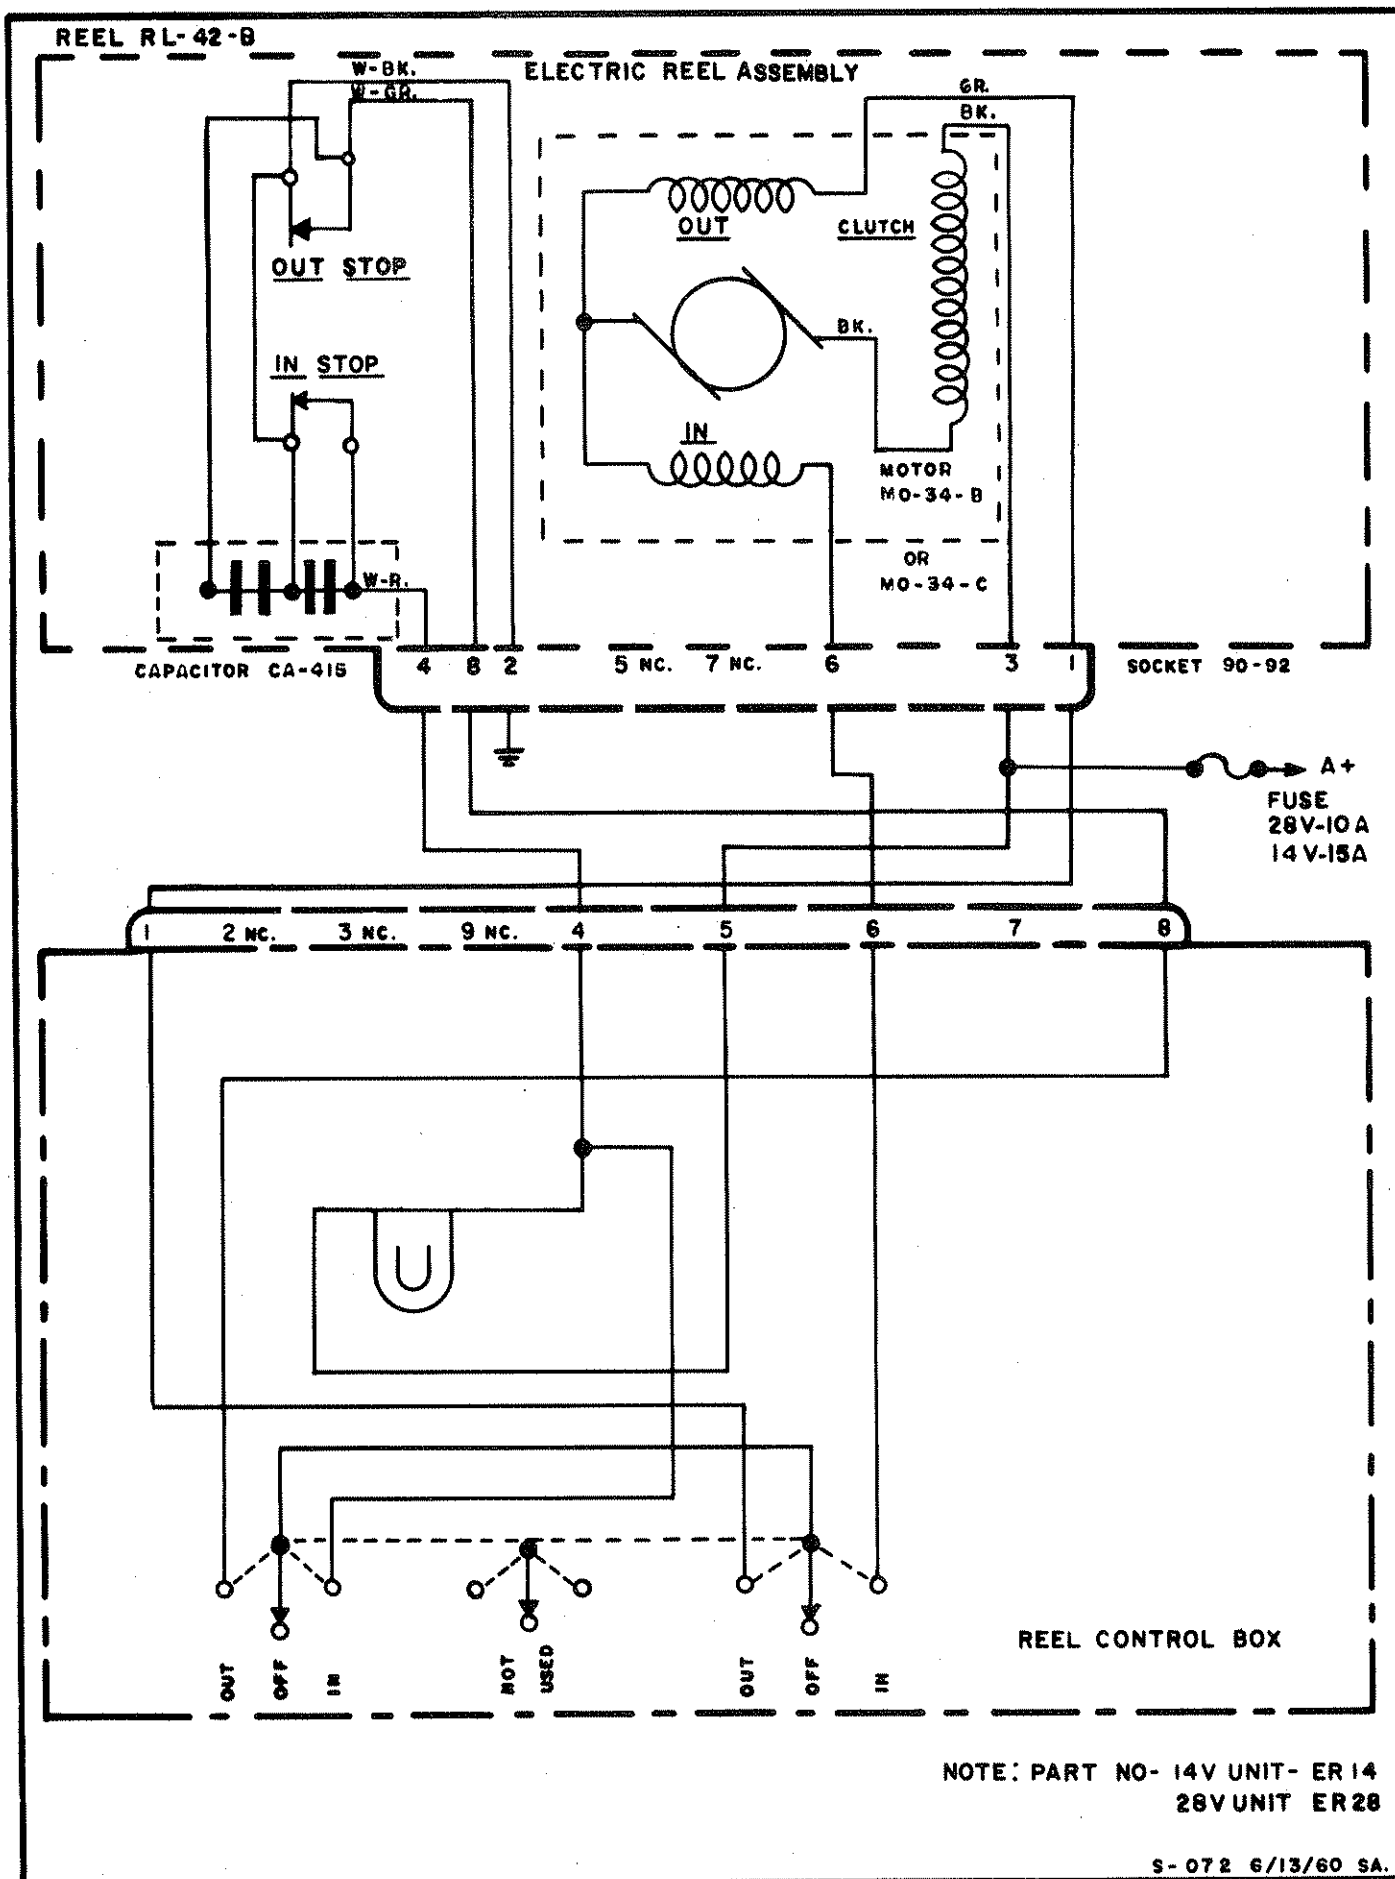 REEL RL-42-B
W-BK.
W-GR.
ELECTRIC REEL ASSEMBLY
GR.
BK.
OUT
CLUTCH
OUT STOP
BK.
IN STOP
IN
MOTOR
MO-34-B
OR
MO-34-C
W-R.
CAPACITOR CA-415
4 8 2 5 NC. 7 NC. 6 3 1
SOCKET 90-92
A+
FUSE
28V-10A
14V-15A
1 2 NC. 3 NC. 9 NC. 4 5 6 7 8
REEL CONTROL BOX
OUT
OFF
IN
NOT
USED
OUT
OFF
IN
NOTE: PART NO- 14V UNIT- ER14
28V UNIT ER28
S-072 6/13/60 SA.